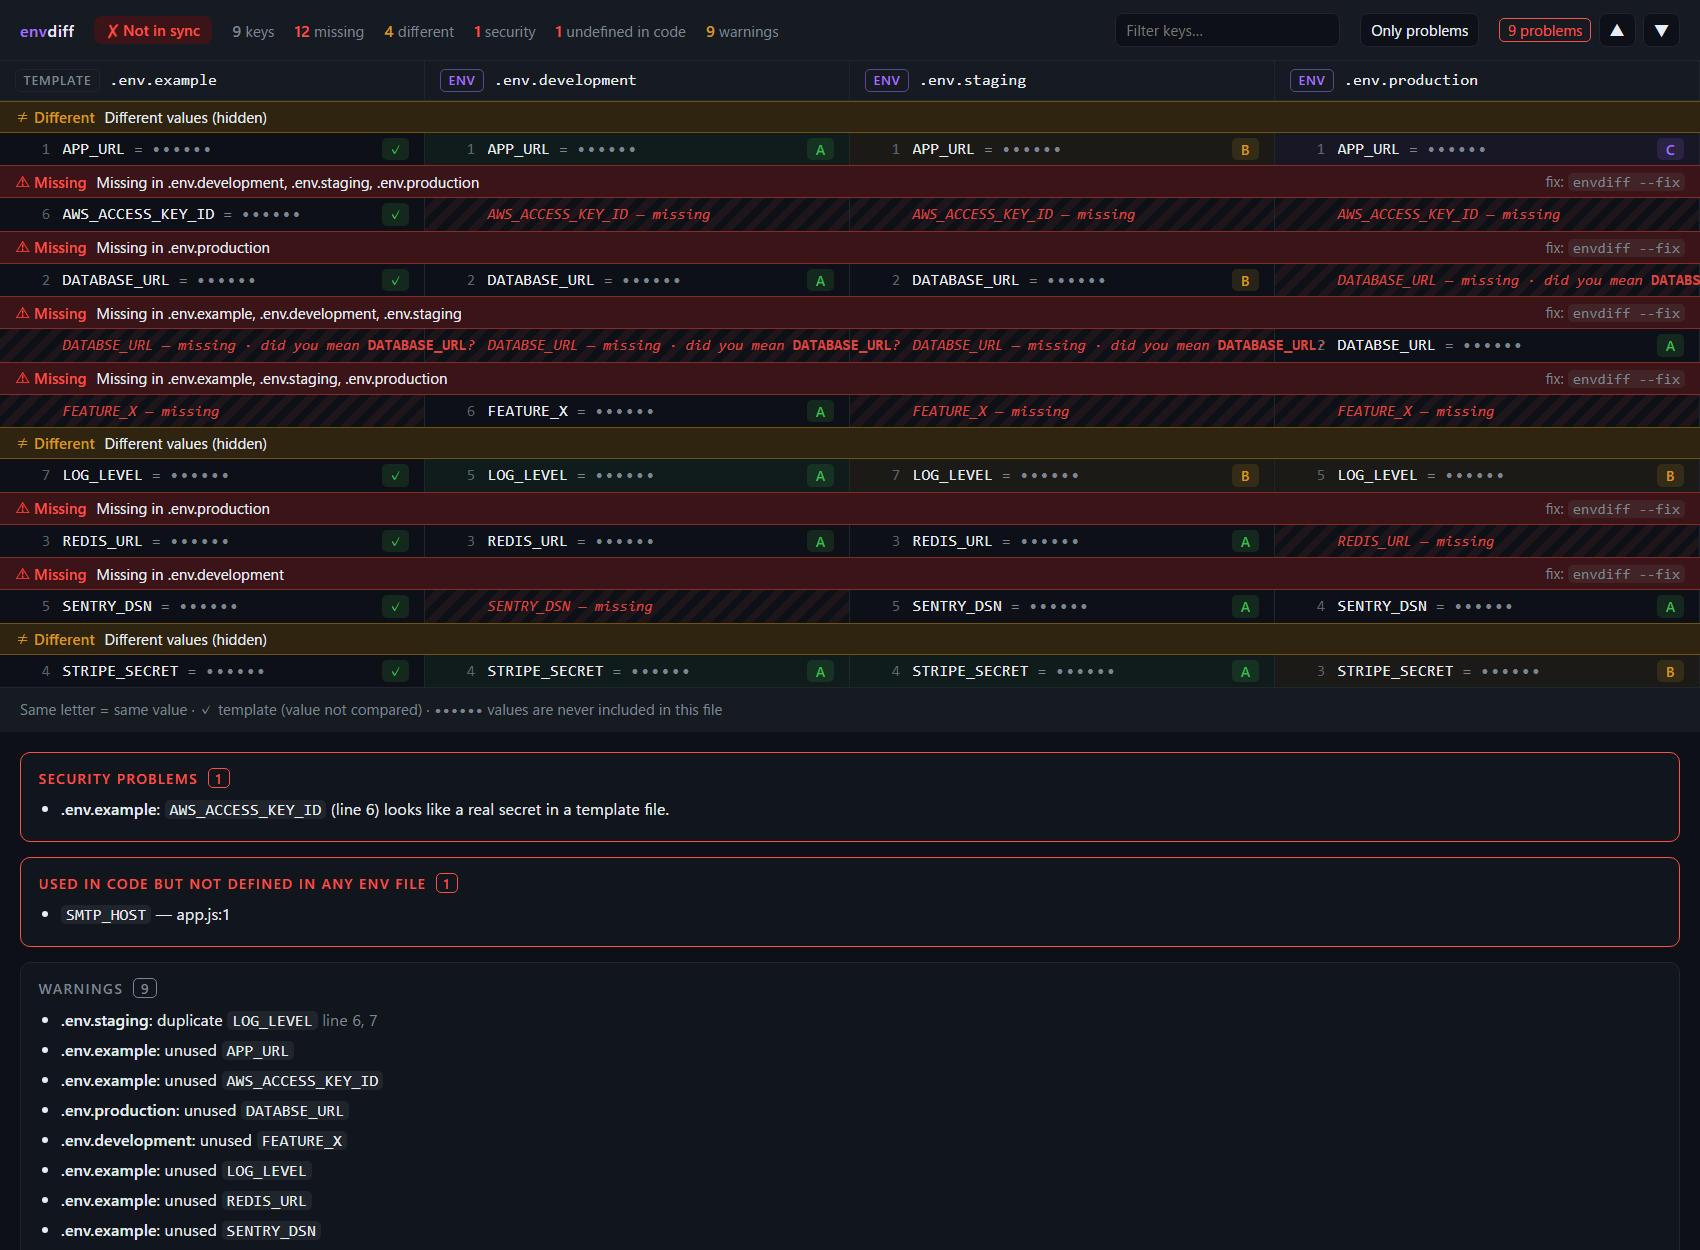 envdiff ✗ Not in sync 9 keys 12 missing 4 different 1 security 1 undefined in code 9 warnings Filter keys... Only problems 9 problems ▲ ▼
TEMPLATE .env.example ENV .env.development ENV .env.staging ENV .env.production
≠ Different Different values (hidden)
1 APP_URL = •••••• ✓ 1 APP_URL = •••••• A 1 APP_URL = •••••• B 1 APP_URL = •••••• C
⚠ Missing Missing in .env.development, .env.staging, .env.production fix: envdiff --fix
6 AWS_ACCESS_KEY_ID = •••••• ✓ AWS_ACCESS_KEY_ID — missing AWS_ACCESS_KEY_ID — missing AWS_ACCESS_KEY_ID — missing
⚠ Missing Missing in .env.production fix: envdiff --fix
2 DATABASE_URL = •••••• ✓ 2 DATABASE_URL = •••••• A 2 DATABASE_URL = •••••• B DATABASE_URL — missing · did you mean DATABS
⚠ Missing Missing in .env.example, .env.development, .env.staging fix: envdiff --fix
DATABSE_URL — missing · did you mean DATABASE_URL? DATABSE_URL — missing · did you mean DATABASE_URL? DATABSE_URL — missing · did you mean DATABASE_URL? DATABSE_URL = •••••• A
⚠ Missing Missing in .env.example, .env.staging, .env.production fix: envdiff --fix
FEATURE_X — missing 6 FEATURE_X = •••••• A FEATURE_X — missing FEATURE_X — missing
≠ Different Different values (hidden)
7 LOG_LEVEL = •••••• ✓ 5 LOG_LEVEL = •••••• A 7 LOG_LEVEL = •••••• B 5 LOG_LEVEL = •••••• B
⚠ Missing Missing in .env.production fix: envdiff --fix
3 REDIS_URL = •••••• ✓ 3 REDIS_URL = •••••• A 3 REDIS_URL = •••••• A REDIS_URL — missing
⚠ Missing Missing in .env.development fix: envdiff --fix
5 SENTRY_DSN = •••••• ✓ SENTRY_DSN — missing 5 SENTRY_DSN = •••••• A 4 SENTRY_DSN = •••••• A
≠ Different Different values (hidden)
4 STRIPE_SECRET = •••••• ✓ 4 STRIPE_SECRET = •••••• A 4 STRIPE_SECRET = •••••• A 3 STRIPE_SECRET = •••••• B
Same letter = same value · ✓ template (value not compared) · •••••• values are never included in this file
SECURITY PROBLEMS 1
• .env.example: AWS_ACCESS_KEY_ID (line 6) looks like a real secret in a template file.
USED IN CODE BUT NOT DEFINED IN ANY ENV FILE 1
• SMTP_HOST — app.js:1
WARNINGS 9
• .env.staging: duplicate LOG_LEVEL line 6, 7
• .env.example: unused APP_URL
• .env.example: unused AWS_ACCESS_KEY_ID
• .env.production: unused DATABSE_URL
• .env.development: unused FEATURE_X
• .env.example: unused LOG_LEVEL
• .env.example: unused REDIS_URL
• .env.example: unused SENTRY_DSN